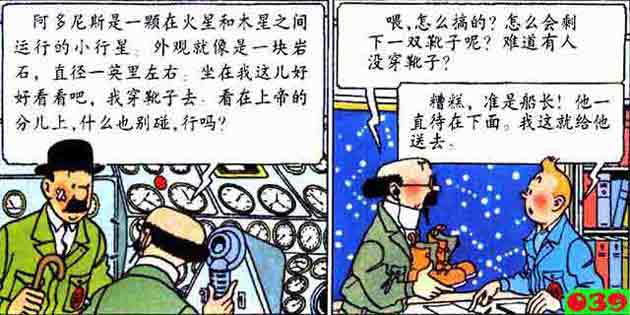 阿多尼斯是一颗在火星和木星之间
运行的小行星. 外观就像是一块岩
石, 直径一英里左右. 坐在我这儿好
好看看吧, 我穿靴子去. 看在上帝的
分儿上, 什么也别碰, 行吗?
喂, 怎么搞的? 怎么会剩
下一双靴子呢? 难道有人
没穿靴子?
糟糕, 准是船长! 他一
直待在下面。我这就给他
送去.
039